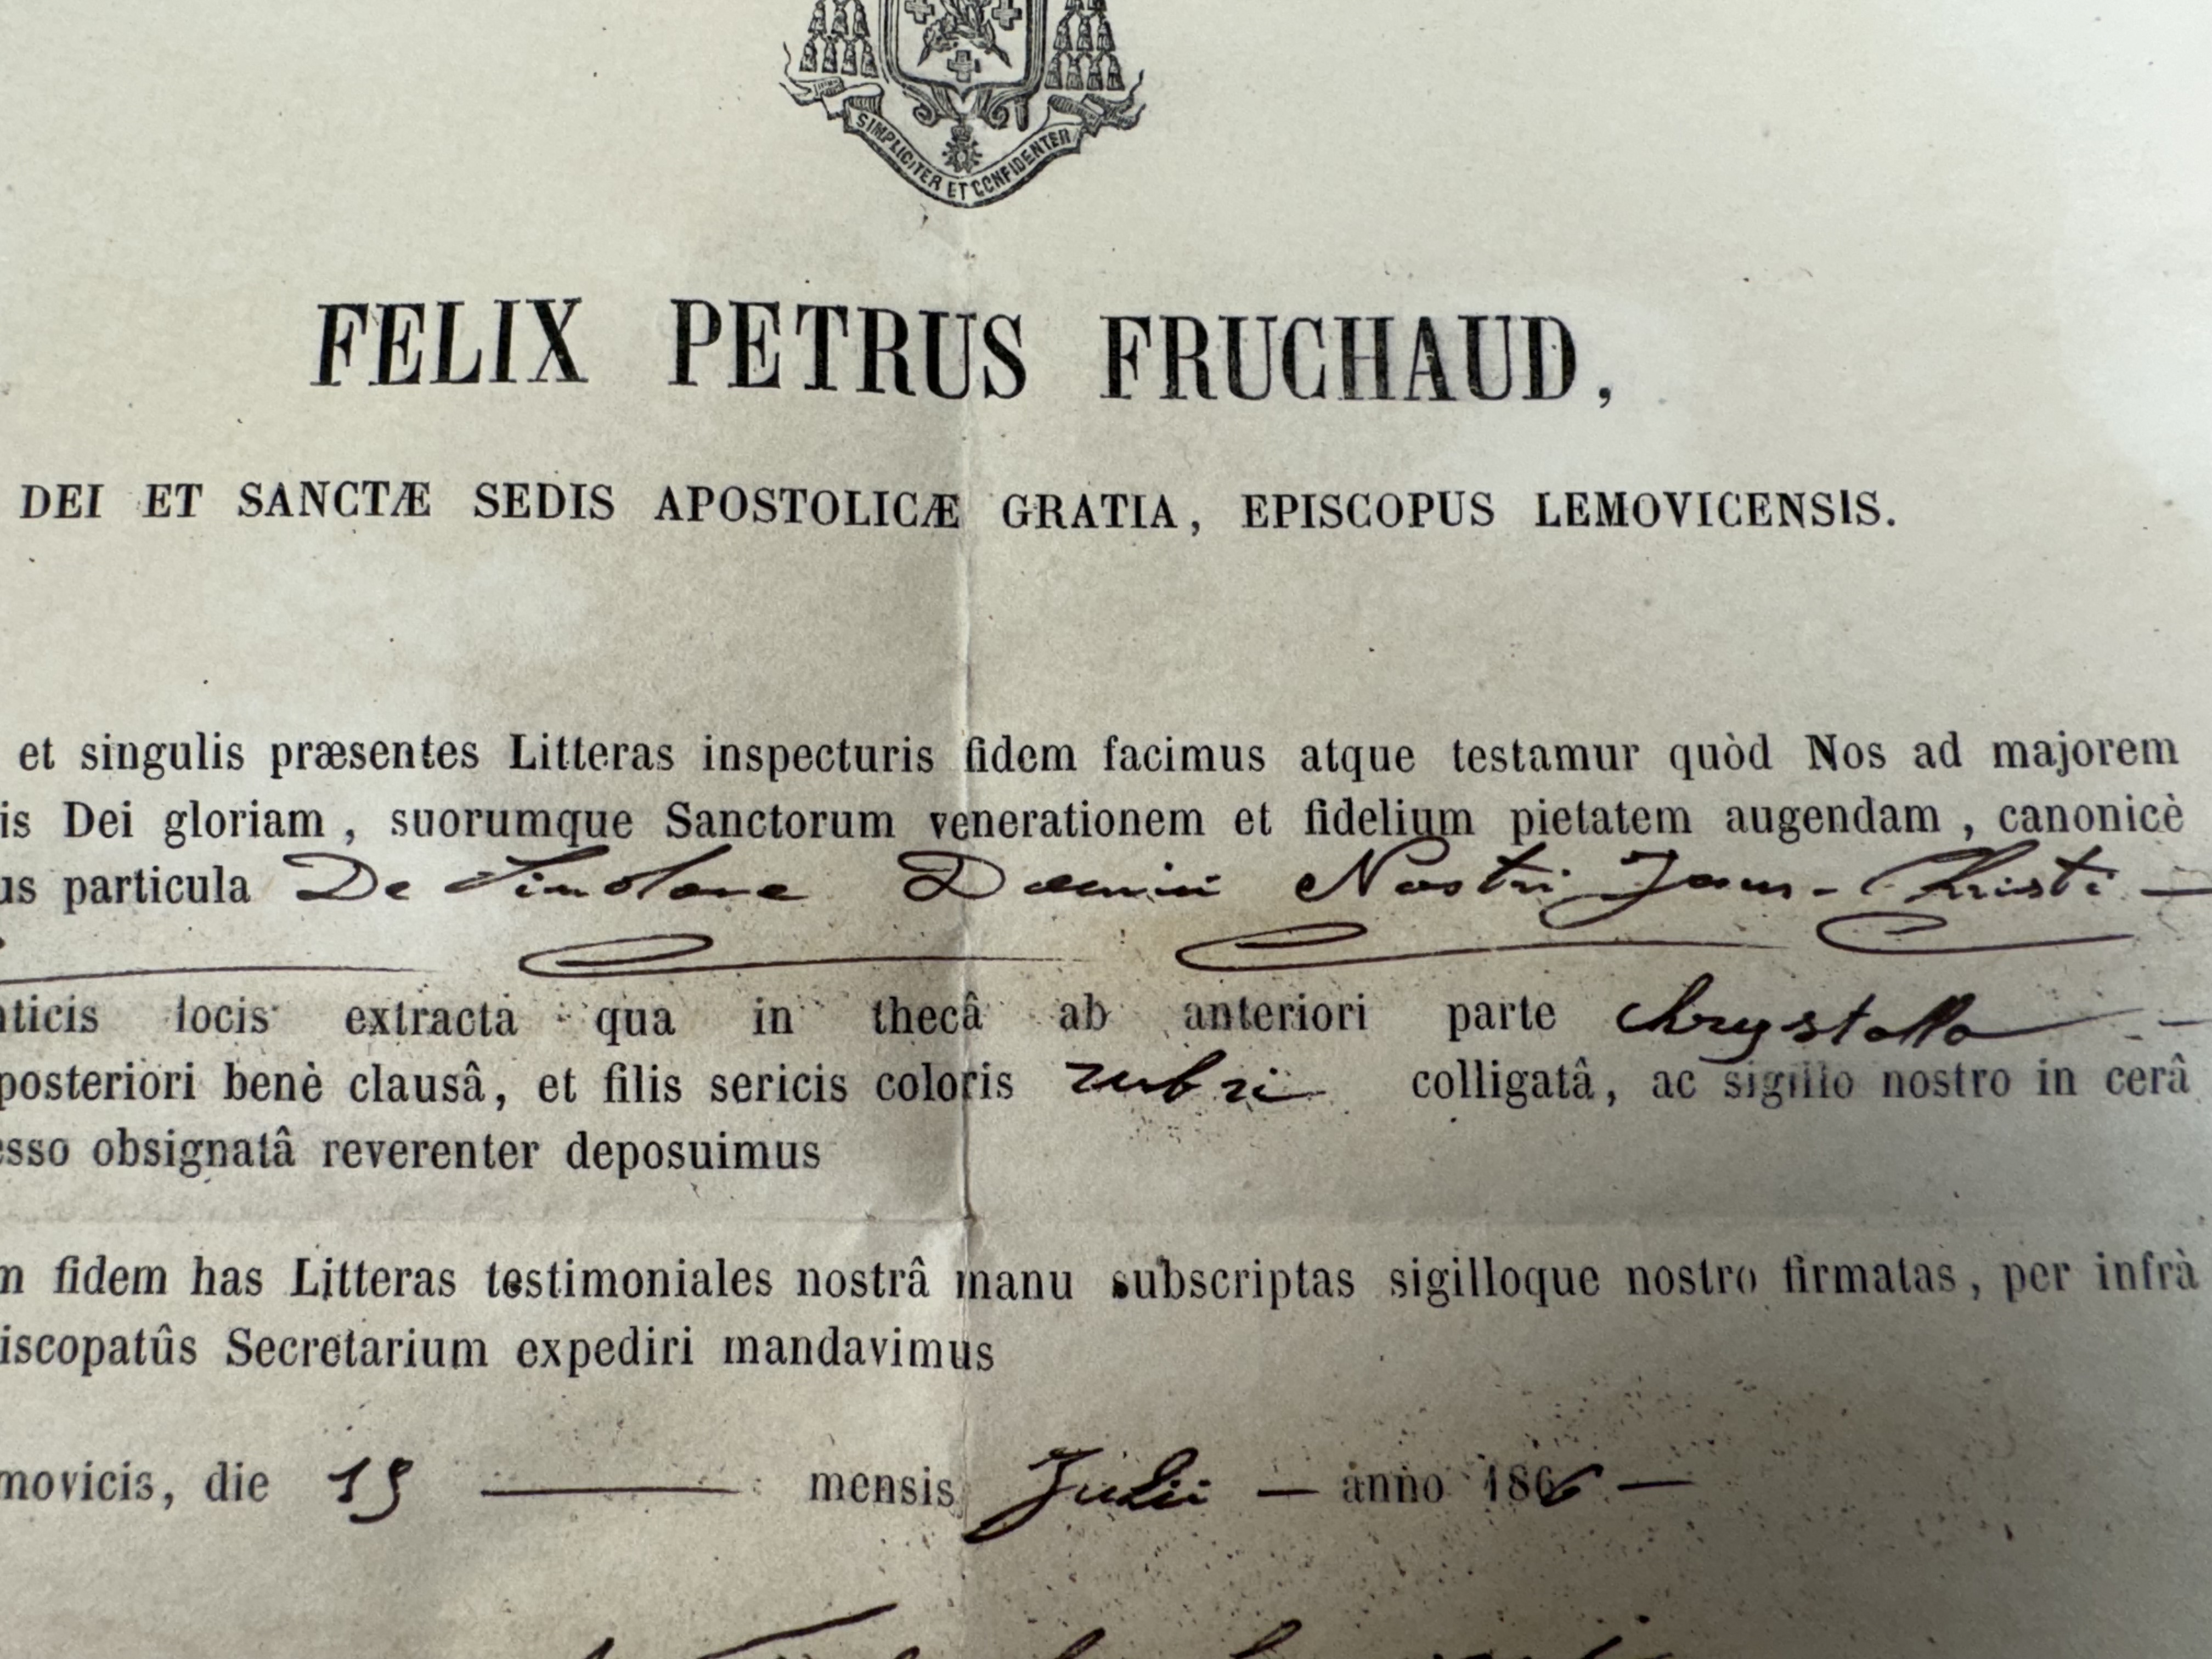 SIMPLICITER ET CONFIDENTER
FELIX PETRUS FRUCHAUD,
DEI ET SANCTÆ SEDIS APOSTOLICÆ GRATIA, EPISCOPUS LEMOVICENSIS.
et singulis præsentes Litteras inspecturis fidem facimus atque testamur quòd Nos ad majorem
is Dei gloriam, suorumque Sanctorum venerationem et fidelium pietatem augendam, canonicè
us particula De Sindone Domini Nostri Jesus-Christi
nticis locis extracta qua in thecâ ab anteriori parte chrystallo
posteriori benè clausâ, et filis sericis coloris rubri colligatâ, ac sigillo nostro in cerâ
esso obsignatâ reverenter deposuimus
m fidem has Litteras testimoniales nostrâ manu subscriptas sigilloque nostro firmatas, per infrà
iscopatûs Secretarium expediri mandavimus
movicis, die 19 — mensis Julii — anno 1866 —